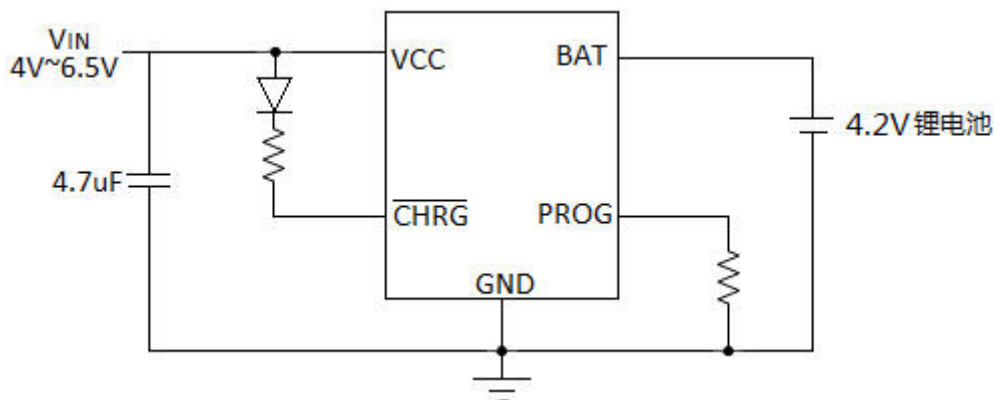 VIN
4V~6.5V
VCC
BAT
4.2V锂电池
4.7uF
CHRG
PROG
GND